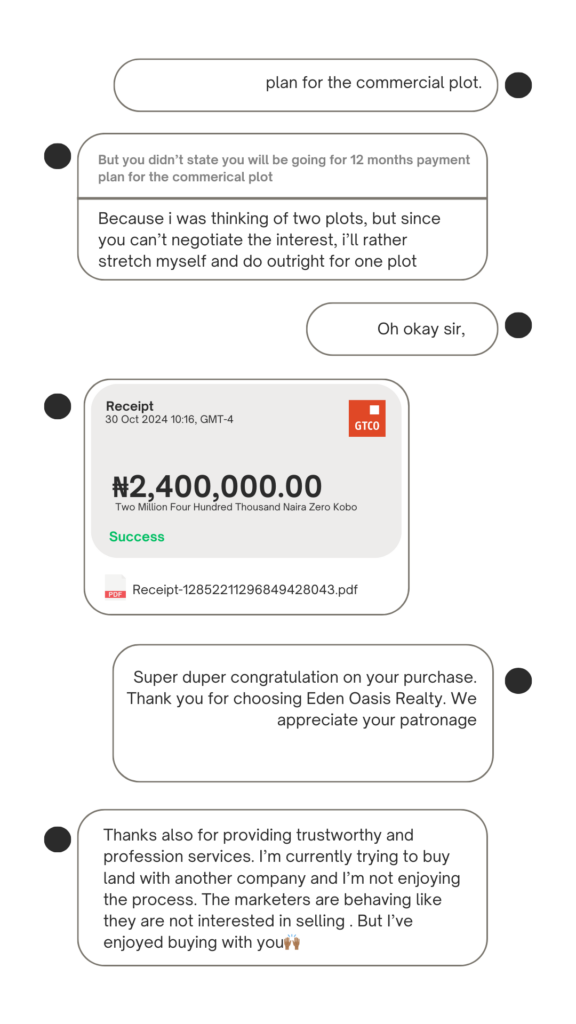 plan for the commercial plot.
But you didn't state you will be going for 12 months payment
plan for the commerical plot
Because i was thinking of two plots, but since
you can't negotiate the interest, i'll rather
stretch myself and do outright for one plot
Oh okay sir,
Receipt
30 Oct 2024 10:16, GMT-4
GTCO
₦2,400,000.00
Two Million Four Hundred Thousand Naira Zero Kobo
Success
PDF
Receipt-12852211296849428043.pdf
Super duper congratulation on your purchase.
Thank you for choosing Eden Oasis Realty. We
appreciate your patronage
Thanks also for providing trustworthy and
profession services. I'm currently trying to buy
land with another company and I'm not enjoying
the process. The marketers are behaving like
they are not interested in selling . But I've
enjoyed buying with you🙌🏽